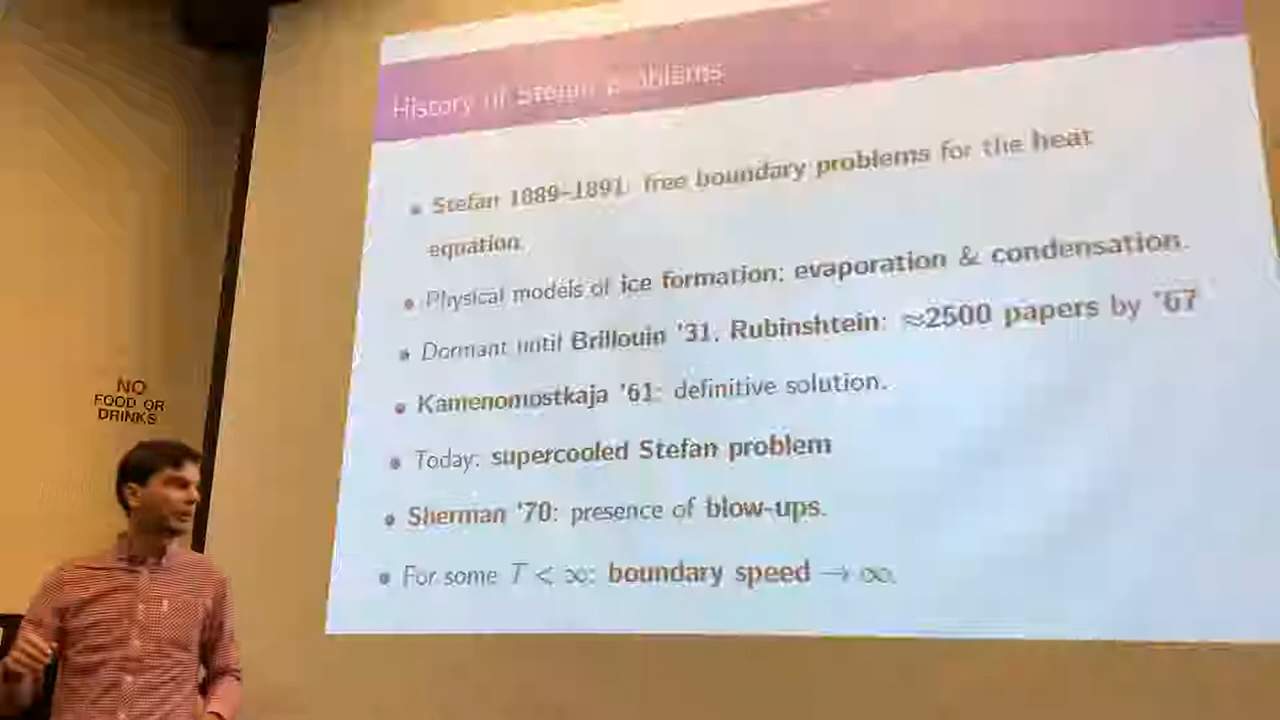 History of Stefan problems
Stefan 1889–1891: free boundary problems for the heat
equation.
Physical models of ice formation; evaporation & condensation.
Dormant until Brillouin '31, Rubinshtein: ≈2500 papers by '67
Kamenomostkaja '61: definitive solution.
Today: supercooled Stefan problem
Sherman '70: presence of blow-ups.
For some T < ∞: boundary speed → ∞.
NO
FOOD OR
DRINKS